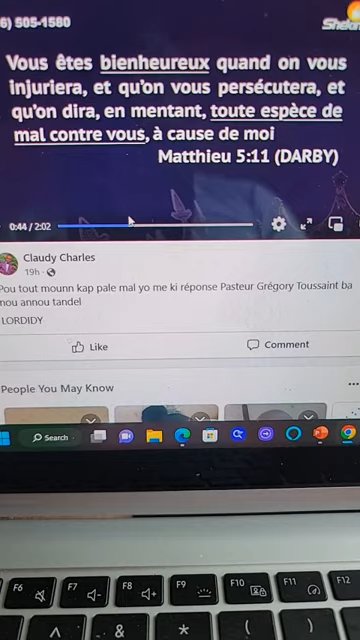 6) 505-1580
Vous êtes bienheureux quand on vous
injuriera, et qu'on vous persécutera, et
qu'on dira, en mentant, toute espèce de
mal contre vous, à cause de moi
Matthieu 5:11 (DARBY)
0:44 / 2:02
Claudy Charles
19h
Pou tout mounn kap pale mal yo me ki réponse Pasteur Grégory Toussaint ba
nou annou tandel
LORDIDY
Like
Comment
People You May Know
Search
F6
F7
F8
F9
F10
F11
F12
^
&
*
(
)